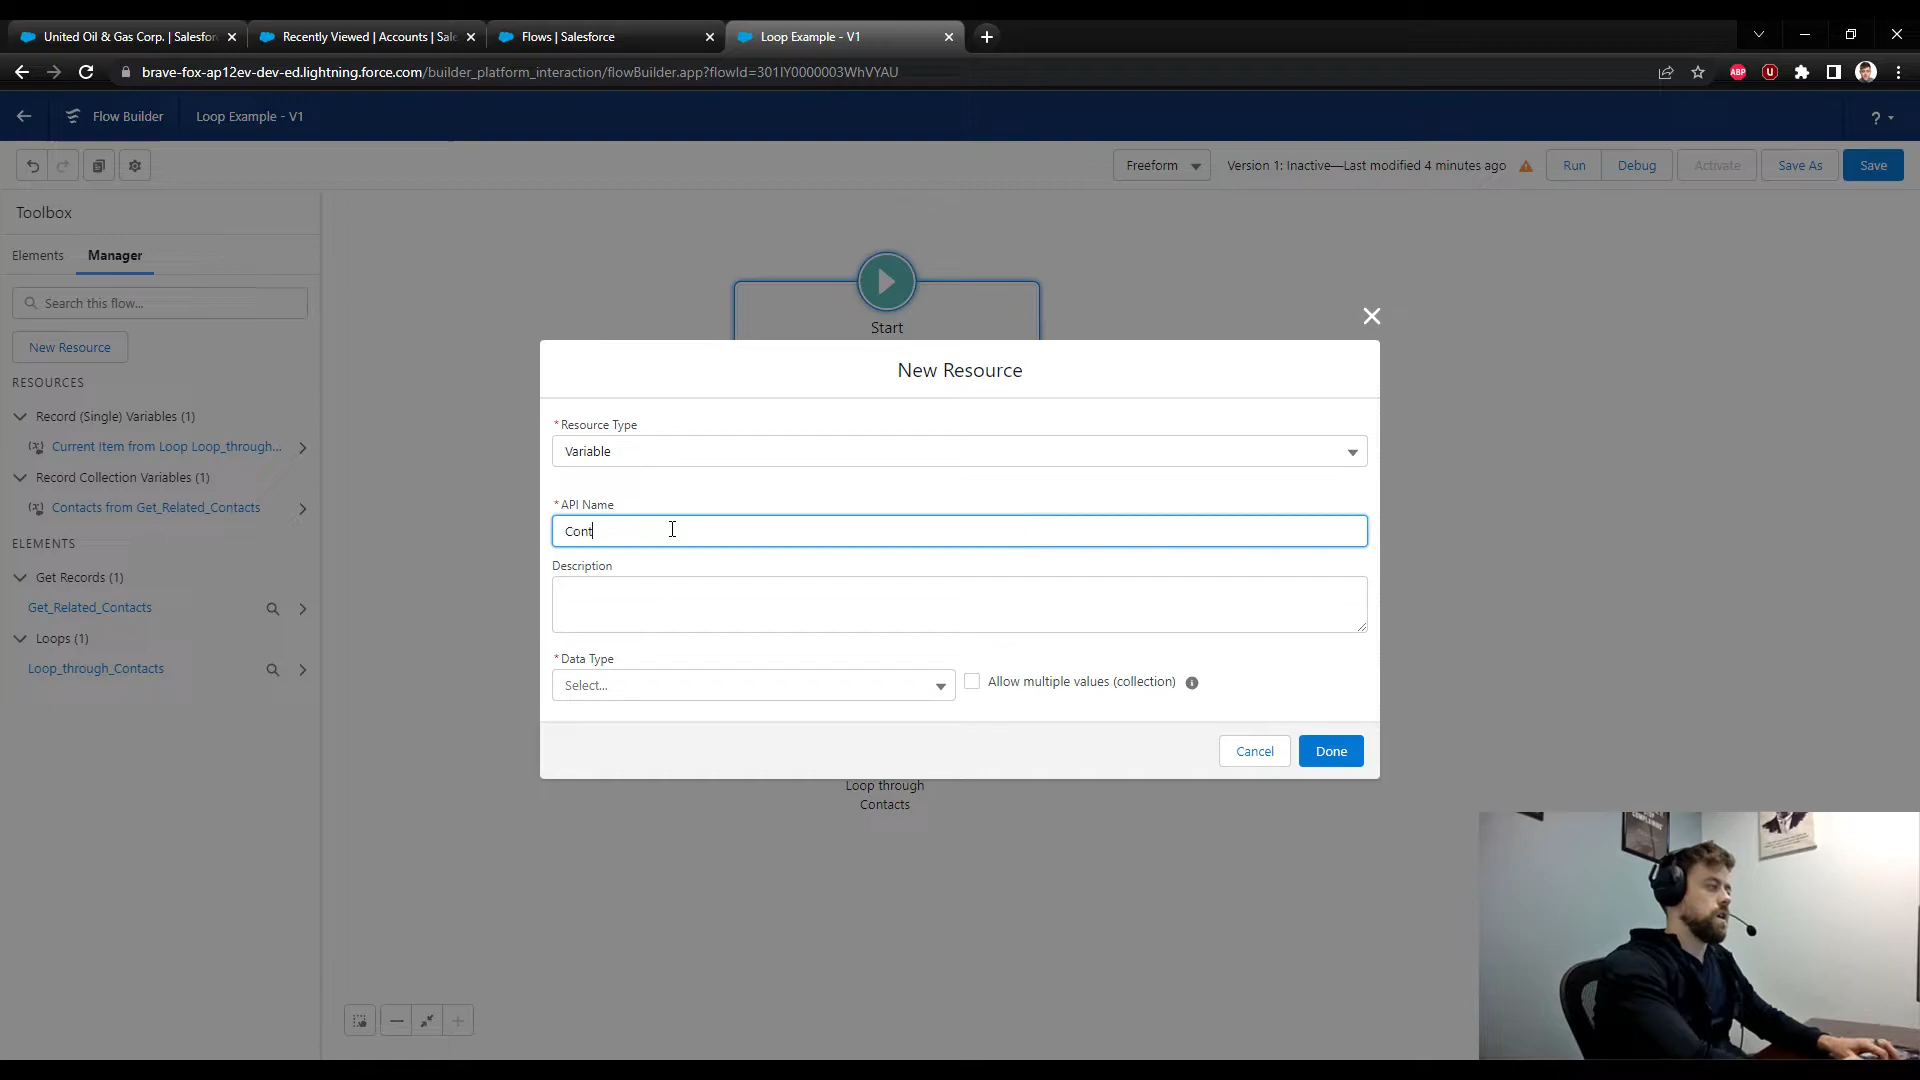 United Oil & Gas Corp. | Salesfor
Recently Viewed | Accounts | Sale
Flows | Salesforce
Loop Example - V1
brave-fox-ap12ev-dev-ed.lightning.force.com/builder_platform_interaction/flowBuilder.app?flowId=301IY0000003WhVYAU
ABP
Flow Builder
Loop Example - V1
?
Freeform
Version 1: Inactive—Last modified 4 minutes ago
Run
Debug
Activate
Save As
Save
Toolbox
Elements
Manager
Search this flow...
New Resource
RESOURCES
Record (Single) Variables (1)
Current Item from Loop Loop_through...
Record Collection Variables (1)
Contacts from Get_Related_Contacts
ELEMENTS
Get Records (1)
Get_Related_Contacts
Loops (1)
Loop_through_Contacts
Start
New Resource
* Resource Type
Variable
* API Name
Cont
Description
* Data Type
Select...
Allow multiple values (collection)
Cancel
Done
Loop through
Contacts
COMPLAINING